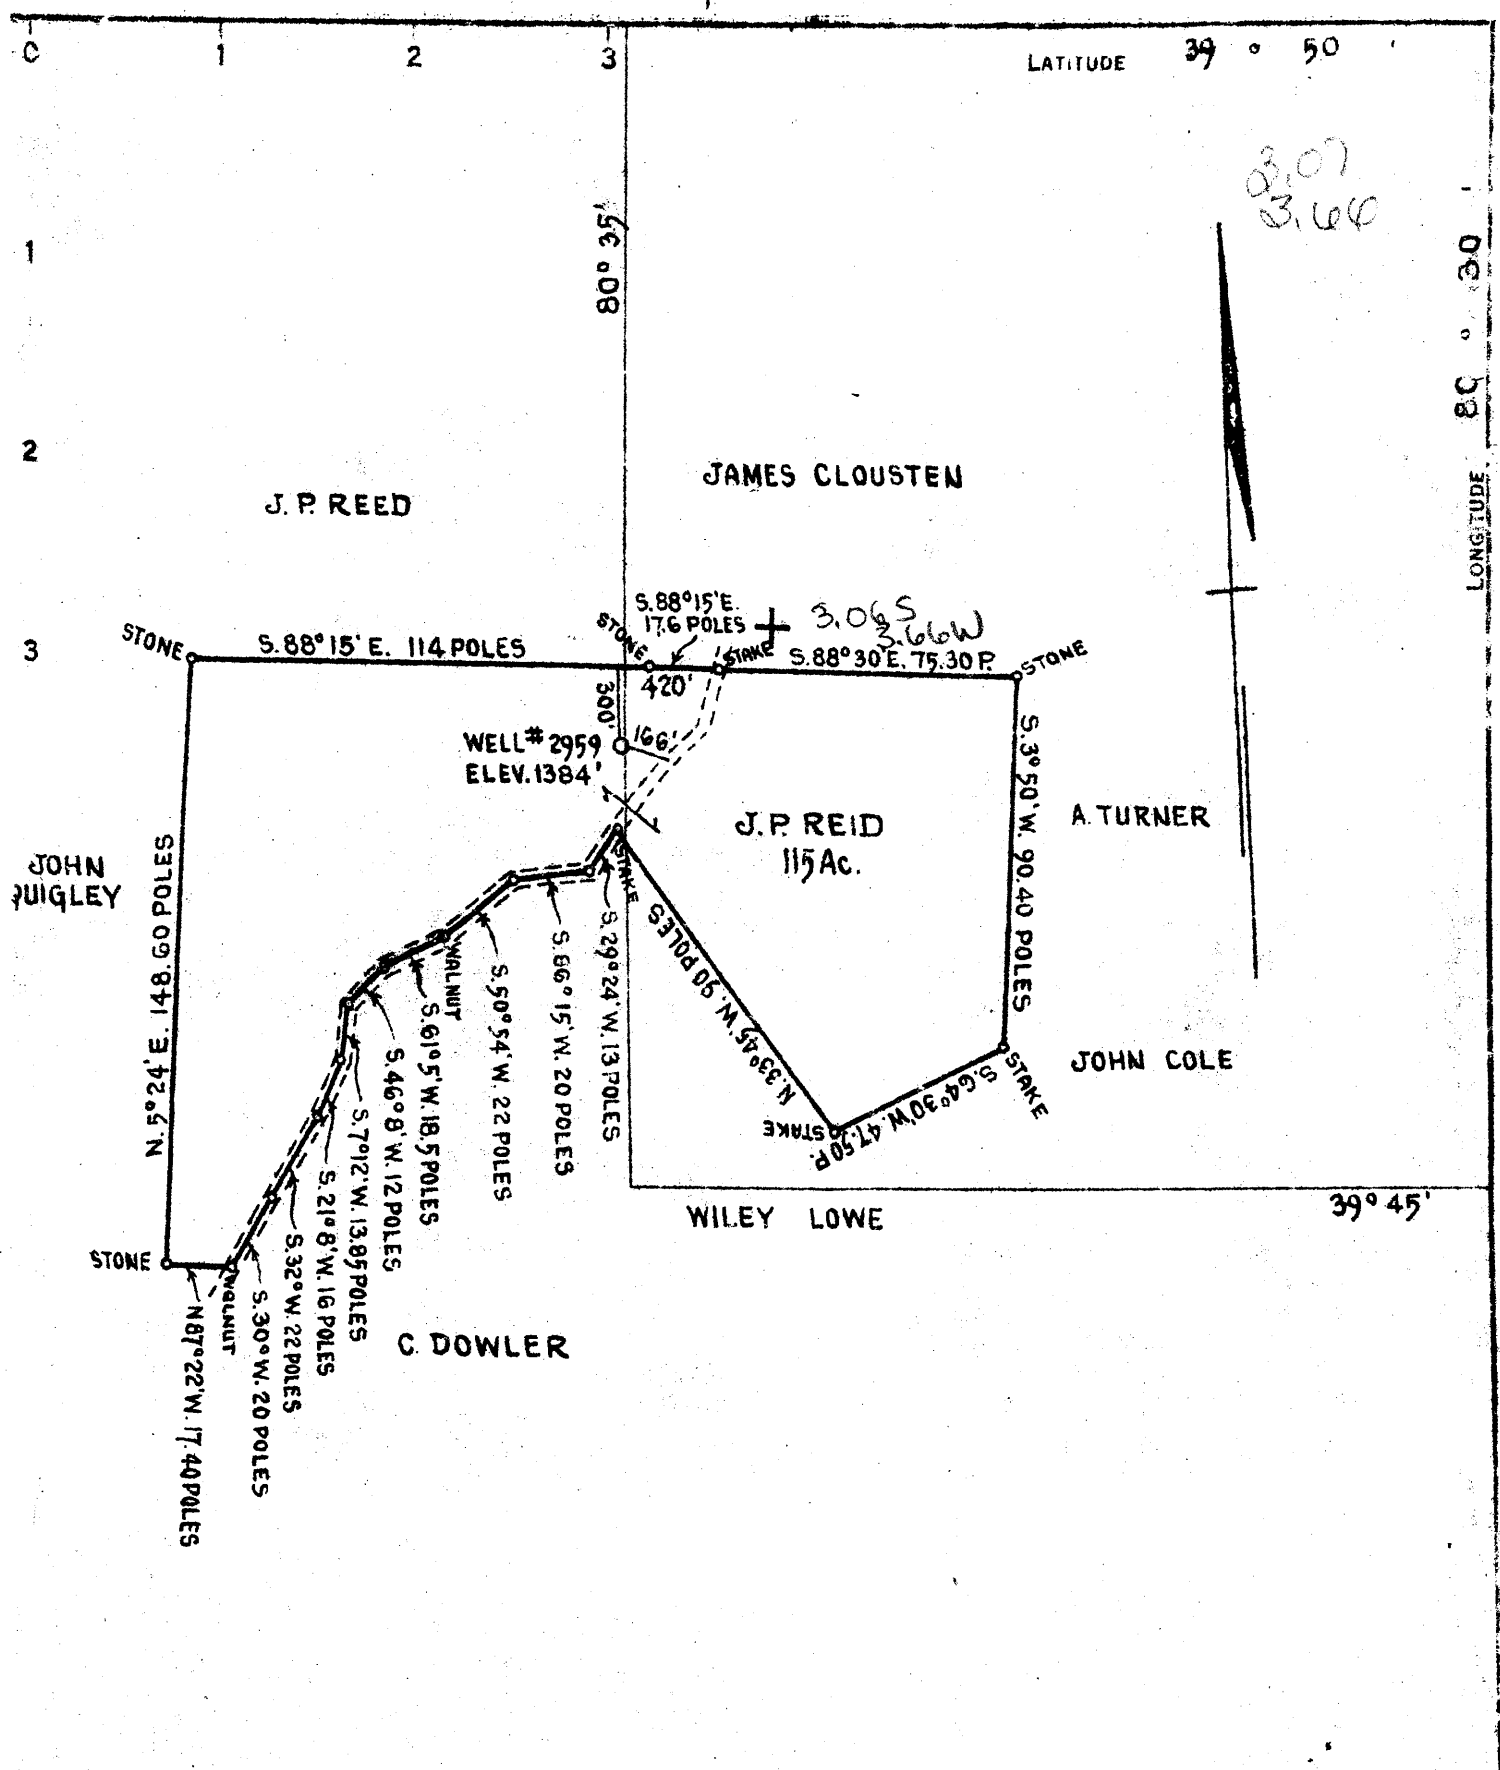 0 1 2 3
LATITUDE 39 ° 50 '
3.07
3.66
80° 35'
LONGITUDE 80 ° 30 '
1
2
3
JAMES CLOUSTEN
J. P. REED
S.88°15'E.
17.6 POLES
3.06 S
3.66 W
STONE
S.88°15'E. 114 POLES
STONE
STAKE
S.88°30'E. 75.30 P.
STONE
420'
300'
WELL# 2959
ELEV. 1384'
166'
J. P. REID
115 Ac.
S.3°50'W. 90.40 POLES
A. TURNER
JOHN
QUIGLEY
N.5°24'E. 148.60 POLES
STAKE
N.33°45'W. 90 POLES
S.29°24'W. 13 POLES
S.86°15'W. 20 POLES
S.50°54'W. 22 POLES
WALNUT
S.61°5'W. 18.5 POLES
S.46°8'W. 12 POLES
S.7°12'W. 13.85 POLES
S.21°8'W. 16 POLES
S.32°W. 22 POLES
S.30°W. 20 POLES
WALNUT
N.87°22'W. 17.40 POLES
STONE
STAKE
S.64°30'W. 47.50 P.
STAKE
JOHN COLE
39° 45'
WILEY LOWE
C. DOWLER